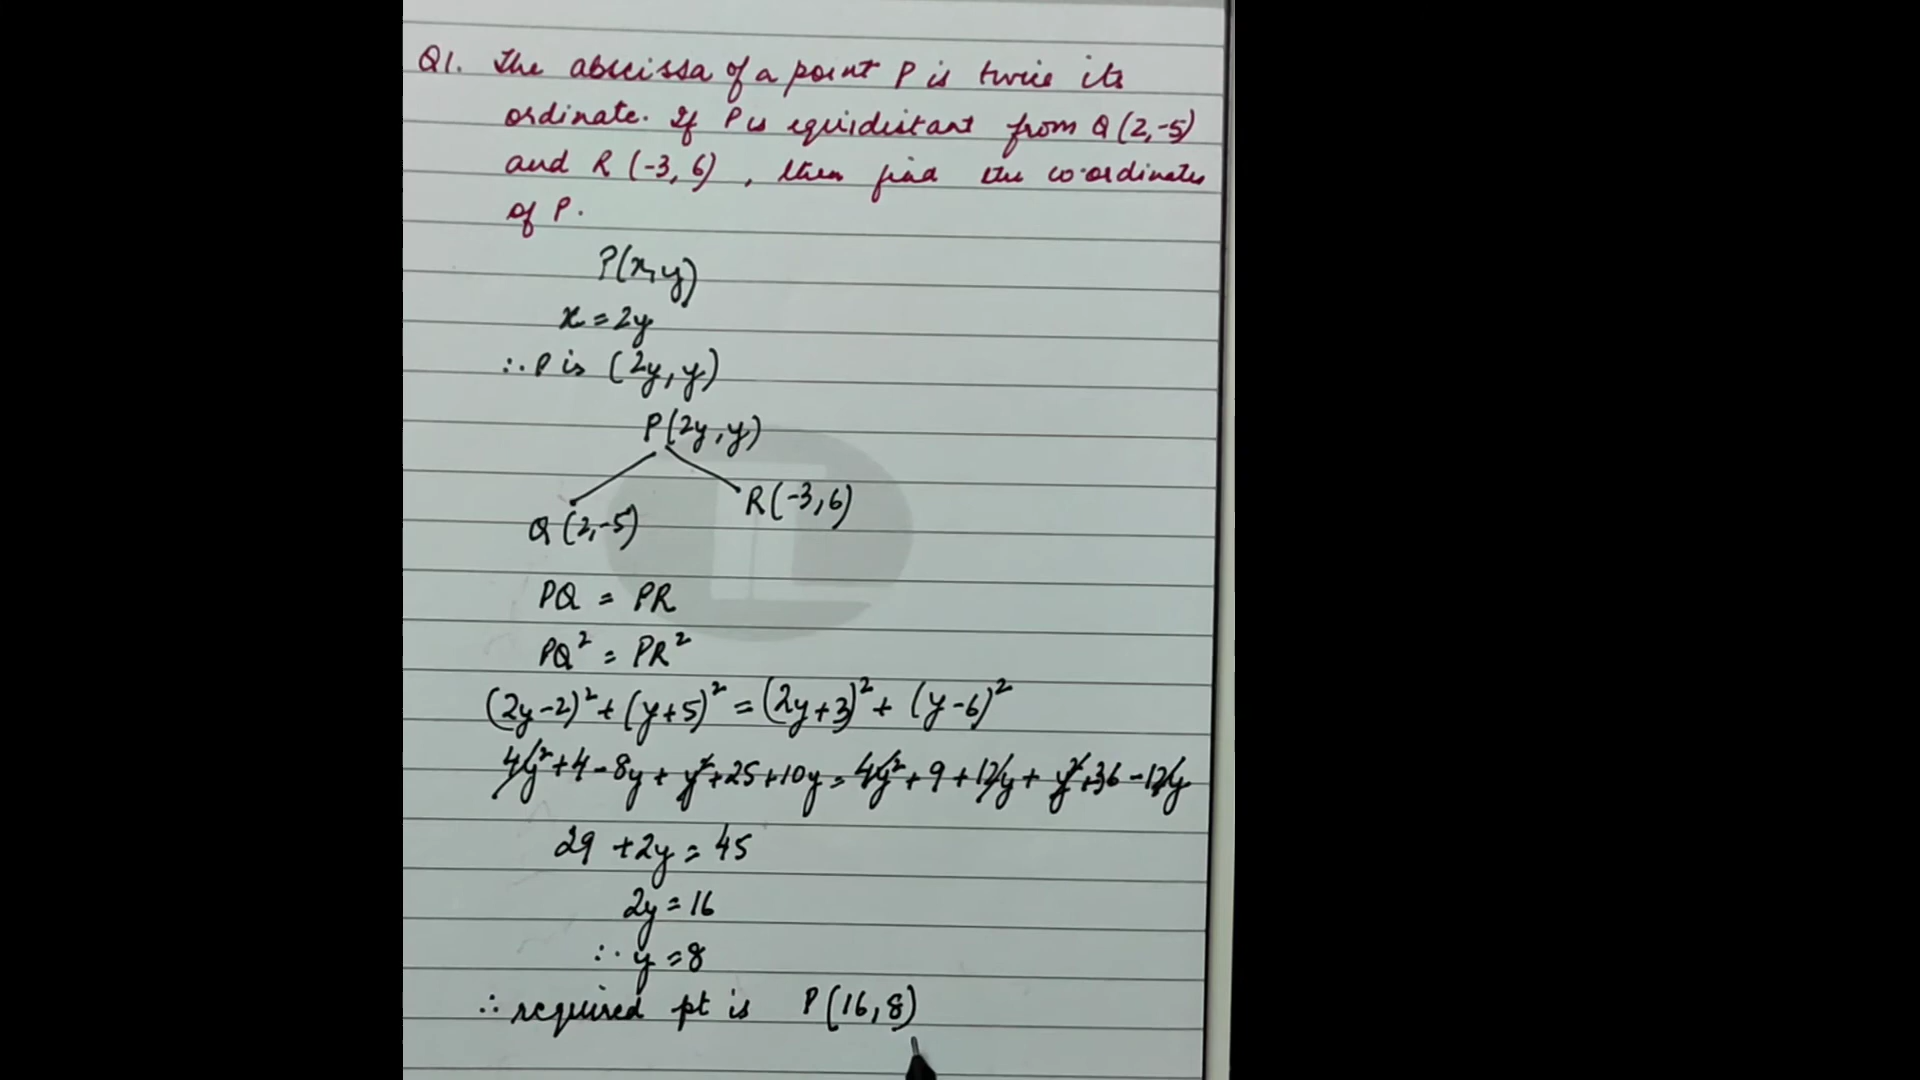 Q1. The abscissa of a point P is twice its
ordinate. If P is equidistant from Q (2,-5)
and R (-3, 6) , then find the co-ordinates
of P.
P(x,y)
x = 2y
∴ P is (2y, y)
P(2y, y)
R(-3,6)
Q(2,-5)
PQ = PR
PQ² = PR²
(2y-2)² + (y+5)² = (2y+3)² + (y-6)²
4y² + 4 - 8y + y² + 25 + 10y = 4y² + 9 + 12y + y² + 36 - 12y
29 + 2y = 45
2y = 16
∴ y = 8
∴ required pt is P(16,8)